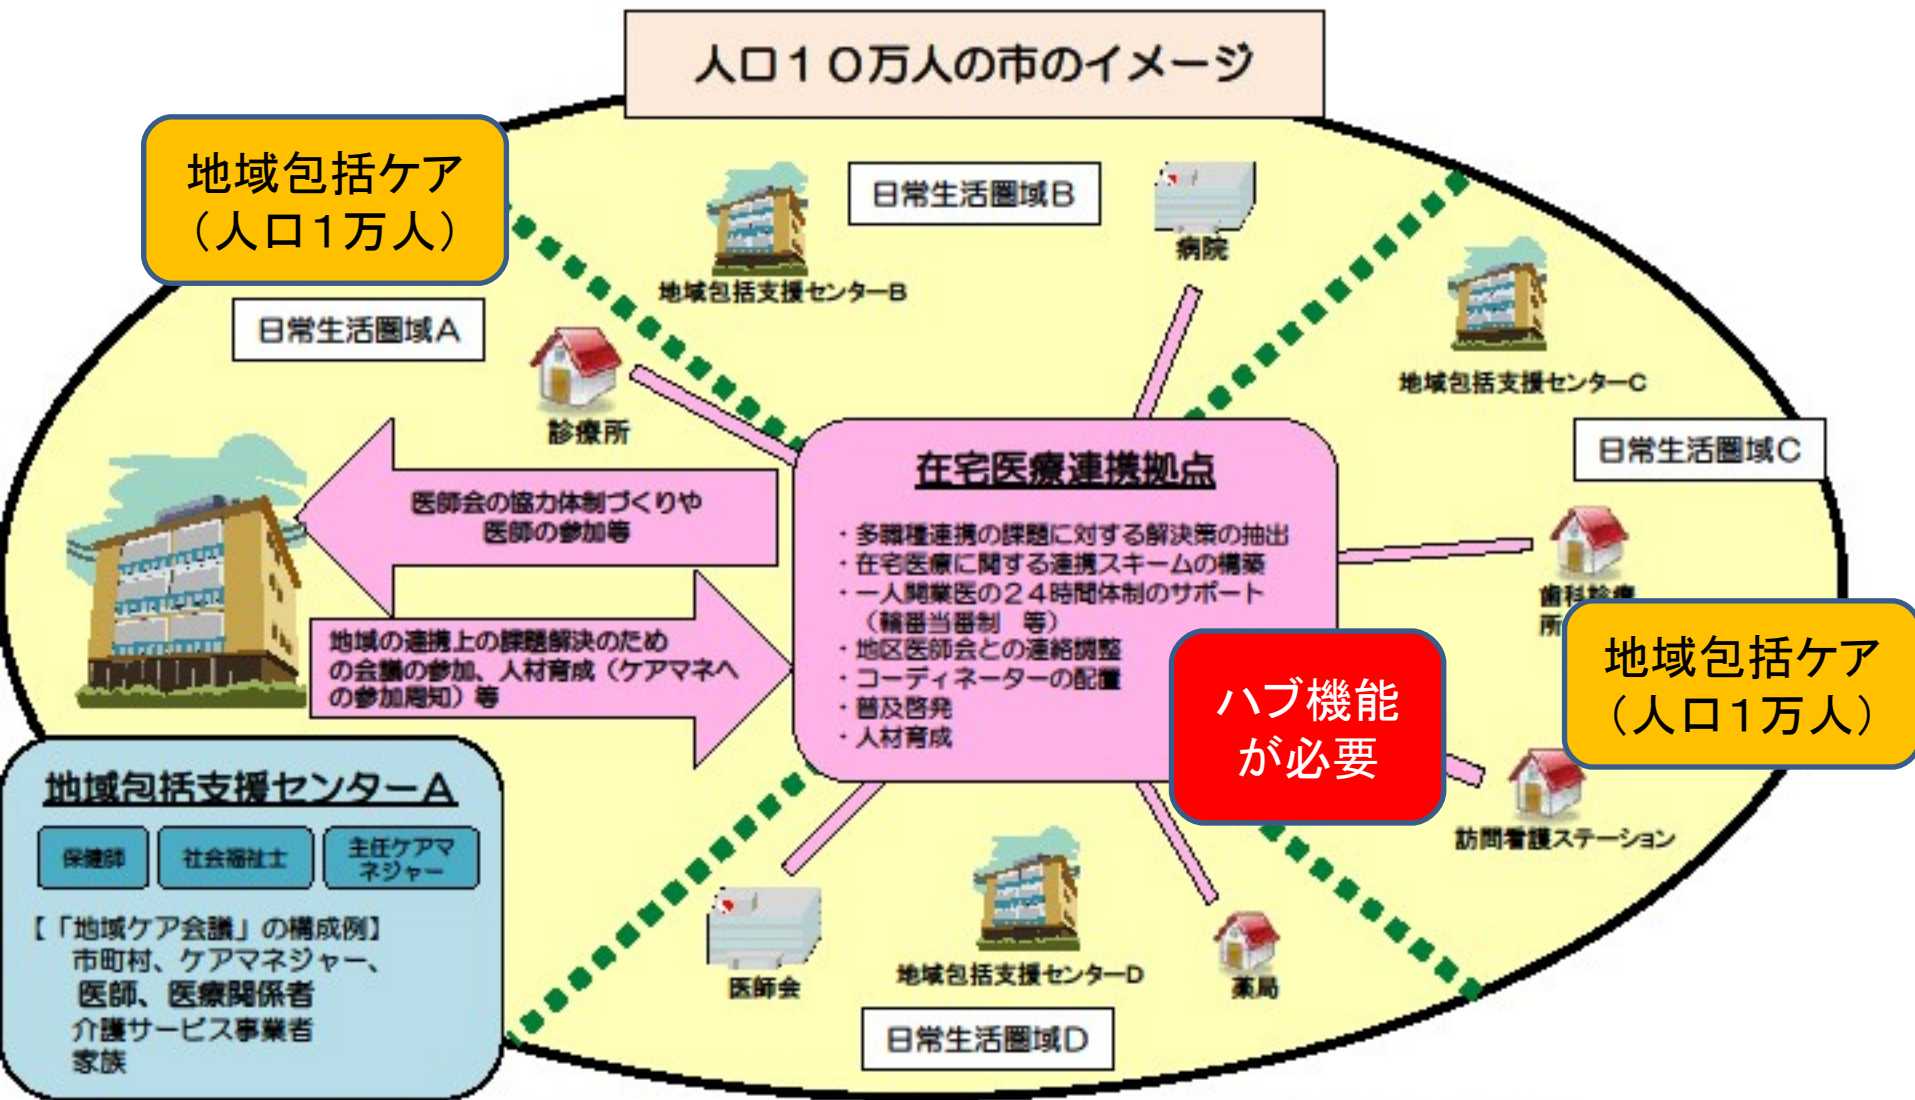 人口１０万人の市のイメージ
地域包括ケア
（人口1万人）
日常生活圏域B
病院
地域包括支援センターB
地域包括支援センターC
日常生活圏域A
診療所
日常生活圏域C
医師会の協力体制づくりや
医師の参加等
地域の連携上の課題解決のため
の会議の参加、人材育成（ケアマネへ
の参加周知）等
在宅医療連携拠点
・多職種連携の課題に対する解決策の抽出
・在宅医療に関する連携スキームの構築
・一人開業医の２４時間体制のサポート
（輪番当番制　等）
・地区医師会との連絡調整
・コーディネーターの配置
・普及啓発
・人材育成
ハブ機能
が必要
歯科診療
所
地域包括ケア
（人口1万人）
訪問看護ステーション
地域包括支援センターA
保健師
社会福祉士
主任ケアマ
ネジャー
【「地域ケア会議」の構成例】
市町村、ケアマネジャー、
医師、医療関係者
介護サービス事業者
家族
医師会
地域包括支援センターD
薬局
日常生活圏域D